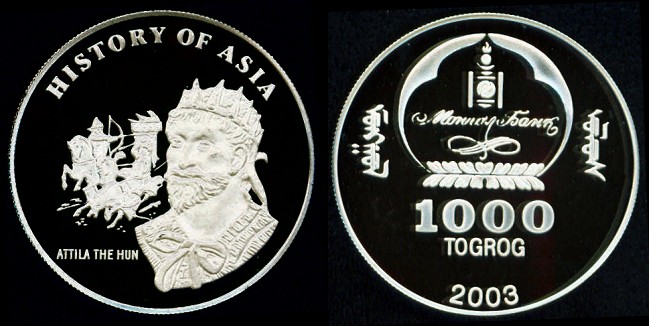 HISTORY OF ASIA
ATTILA THE HUN
Монгол Банк
1000
TOGROG
2003